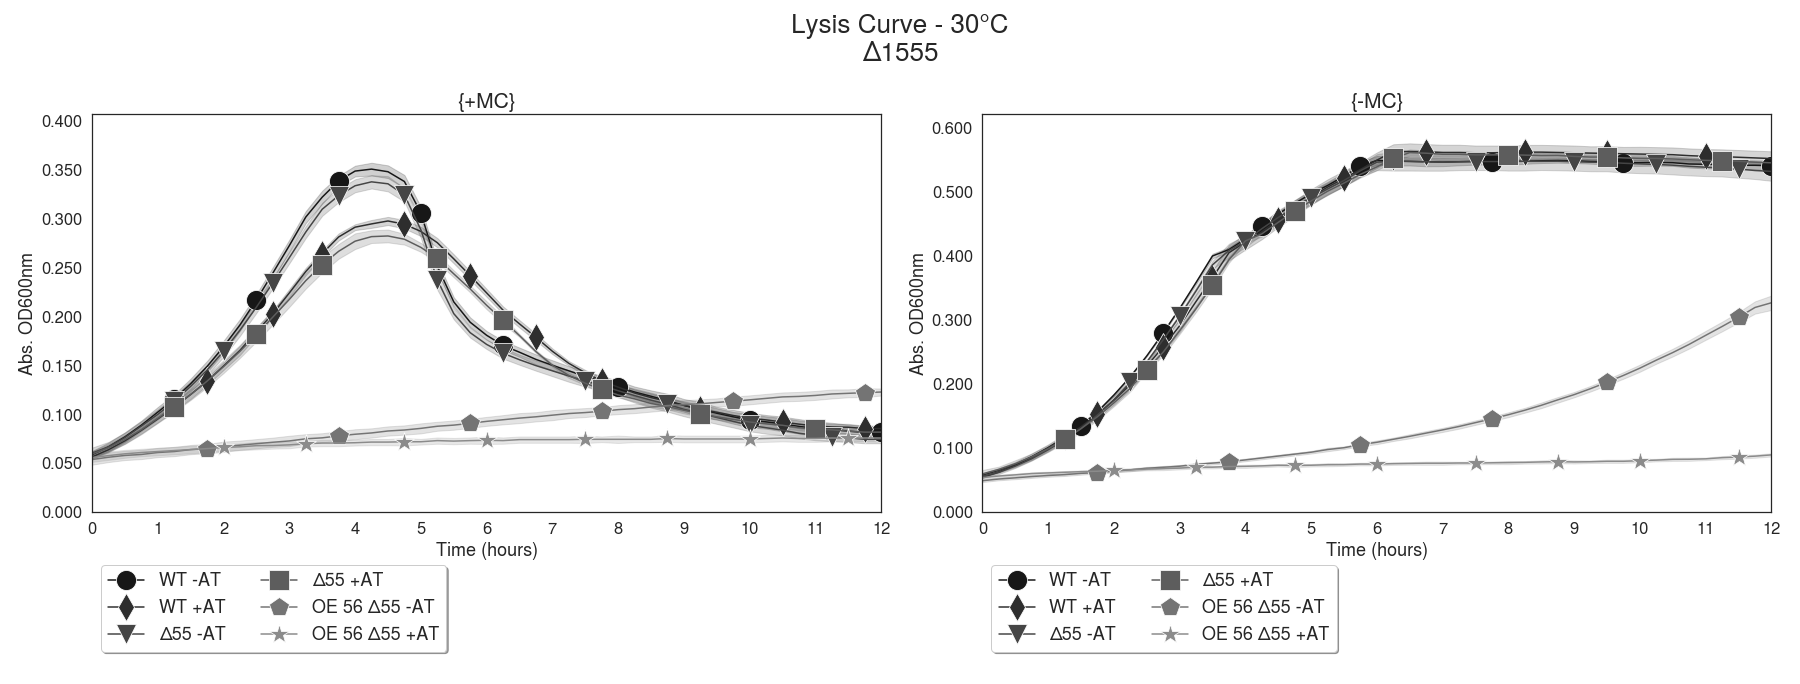 Lysis Curve - 30°C
Δ1555
{+MC}
0.400
0.350
0.300
0.250
0.200
0.150
0.100
0.050
0.000
Abs. OD600nm
0 1 2 3 4 5 6 7 8 9 10 11 12
Time (hours)
WT -AT
WT +AT
Δ55 -AT
Δ55 +AT
OE 56 Δ55 -AT
OE 56 Δ55 +AT
{-MC}
0.600
0.500
0.400
0.300
0.200
0.100
0.000
Abs. OD600nm
0 1 2 3 4 5 6 7 8 9 10 11 12
Time (hours)
WT -AT
WT +AT
Δ55 -AT
Δ55 +AT
OE 56 Δ55 -AT
OE 56 Δ55 +AT